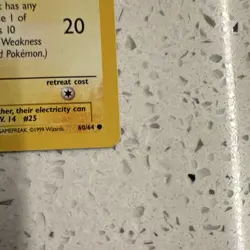 t has any
e 1 of
s 10
Weakness
d Pokémon.)
20
retreat cost
ther, their electricity can
V. 14 #25
GAMEFREAK. ©1999 Wizards.
60/64